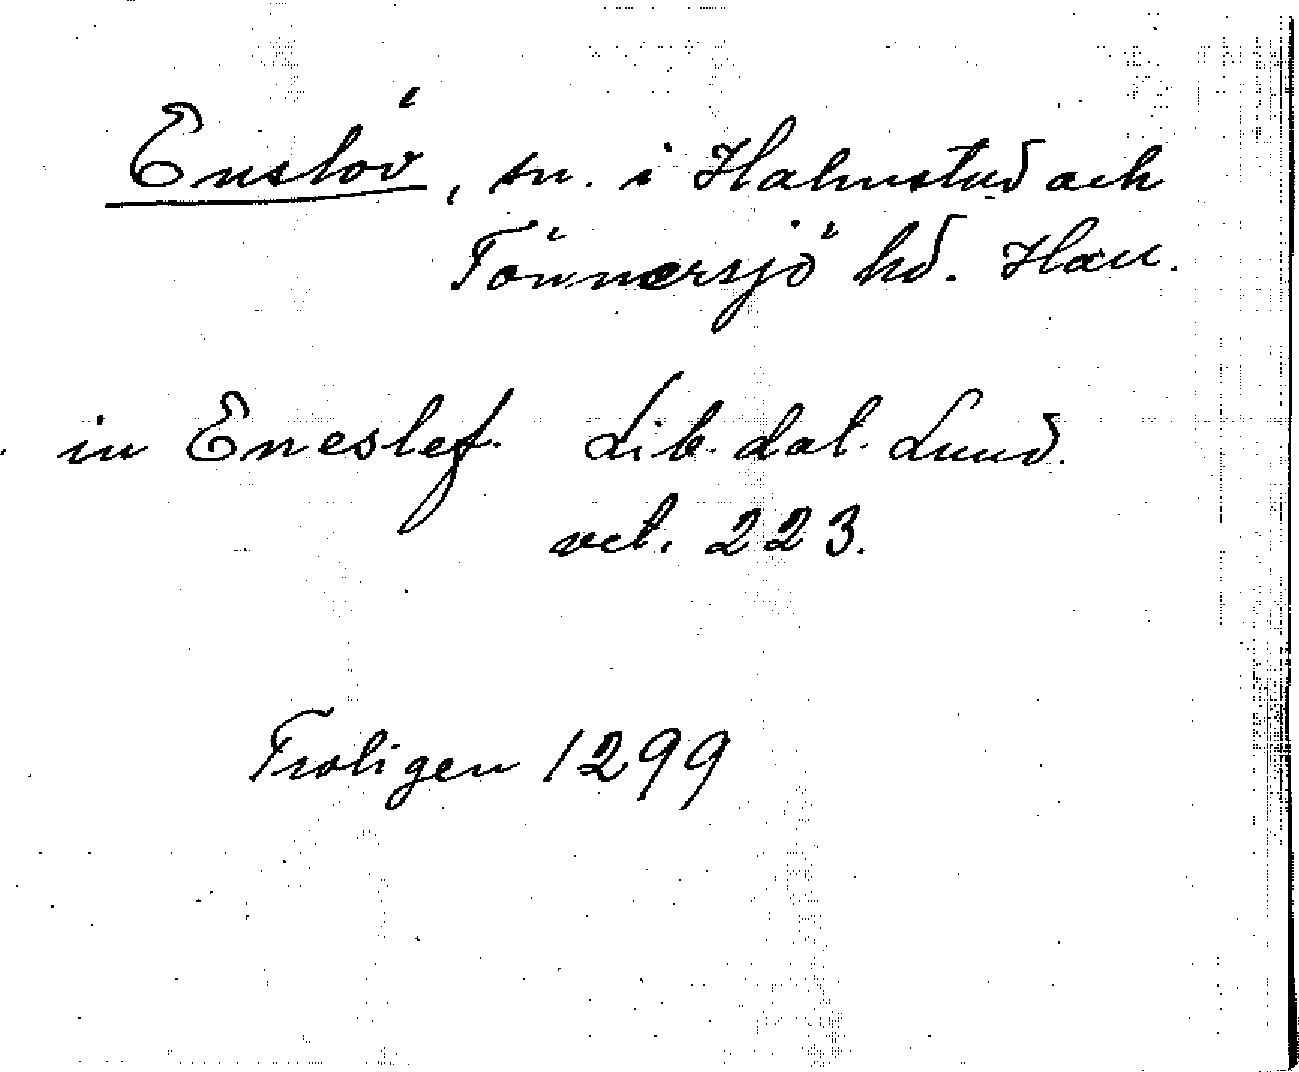 Enslöv, sn. i Halmstad och
Tönnersjö hd. Hall.
in Eneslef. Lib. dat. Lund.
vet. 223.
Troligen 1299